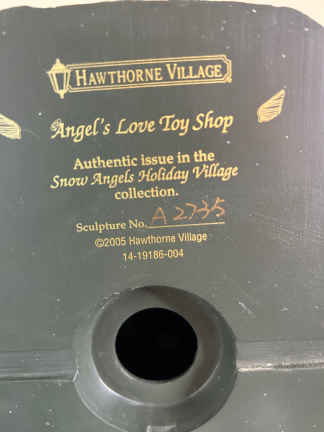 HAWTHORNE VILLAGE
Angel's Love Toy Shop
Authentic issue in the
Snow Angels Holiday Village
collection.
Sculpture No. A2735
©2005 Hawthorne Village
14-19186-004